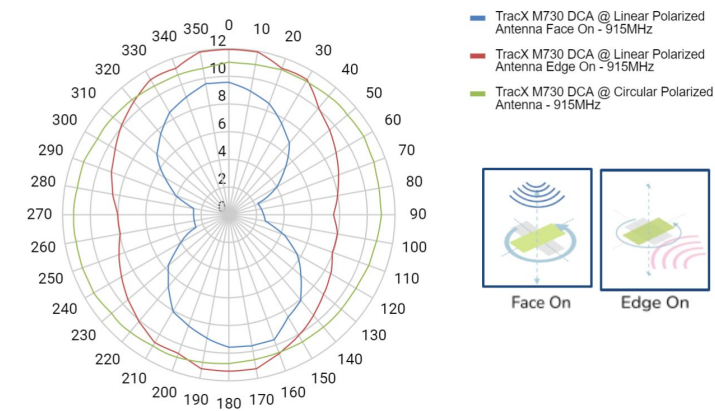 0
350 10
340 20
330 30
320 40
310 50
300 60
290 70
280 80
270 90
260 100
250 110
240 120
230 130
220 140
210 150
200 160
190 180 170
12
10
8
6
4
2
0
TracX M730 DCA @ Linear Polarized
Antenna Face On - 915MHz
TracX M730 DCA @ Linear Polarized
Antenna Edge On - 915MHz
TracX M730 DCA @ Circular Polarized
Antenna - 915MHz
Face On
Edge On